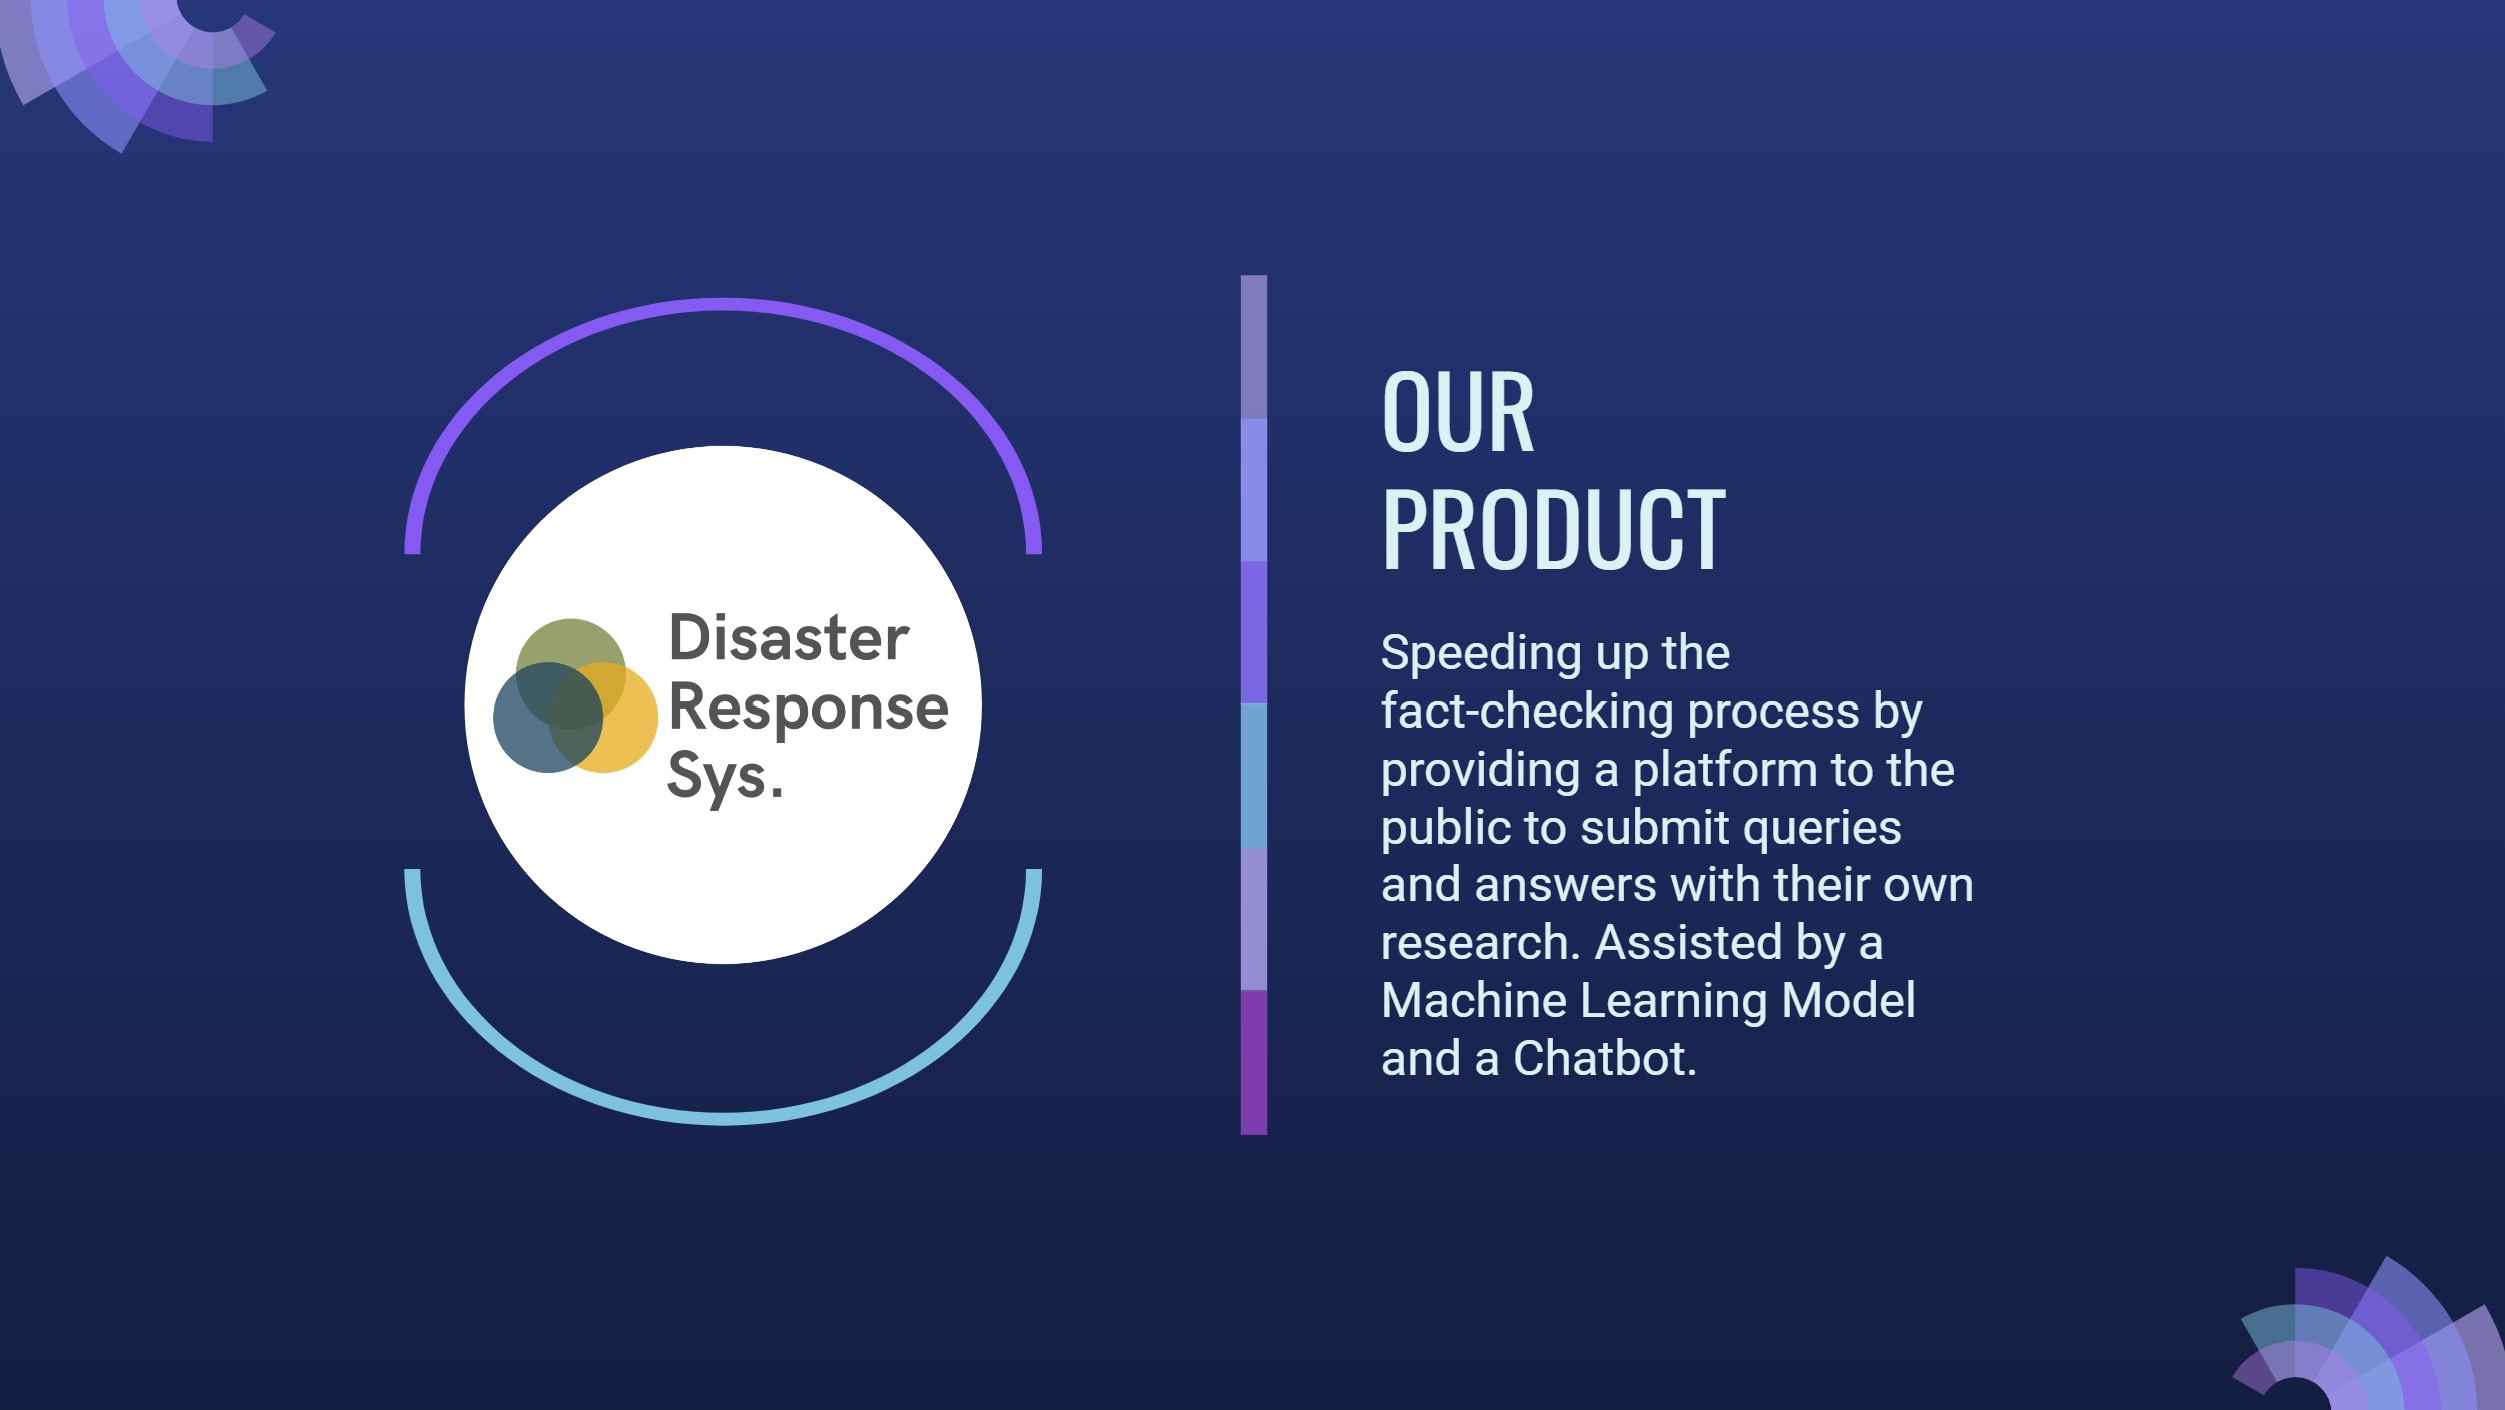 Disaster
Response
Sys.
OUR
PRODUCT
Speeding up the
fact-checking process by
providing a platform to the
public to submit queries
and answers with their own
research. Assisted by a
Machine Learning Model
and a Chatbot.